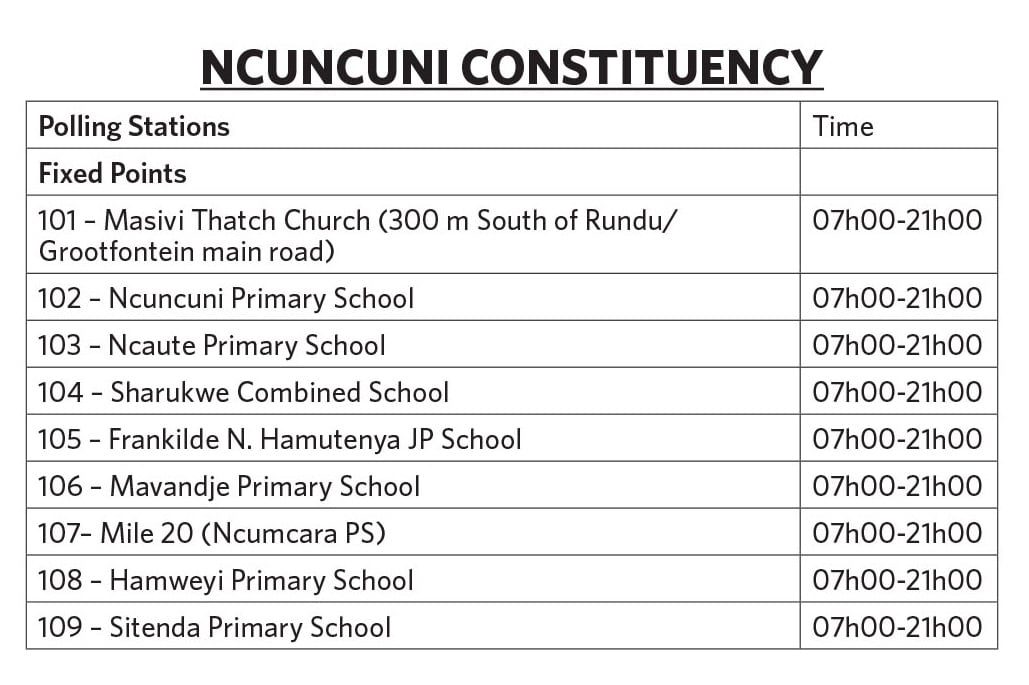 NCUNCUNI CONSTITUENCY
Polling Stations Time
Fixed Points
101 – Masivi Thatch Church (300 m South of Rundu/ 07h00-21h00
Grootfontein main road)
102 – Ncuncuni Primary School 07h00-21h00
103 – Ncaute Primary School 07h00-21h00
104 – Sharukwe Combined School 07h00-21h00
105 – Frankilde N. Hamutenya JP School 07h00-21h00
106 – Mavandje Primary School 07h00-21h00
107– Mile 20 (Ncumcara PS) 07h00-21h00
108 – Hamweyi Primary School 07h00-21h00
109 – Sitenda Primary School 07h00-21h00